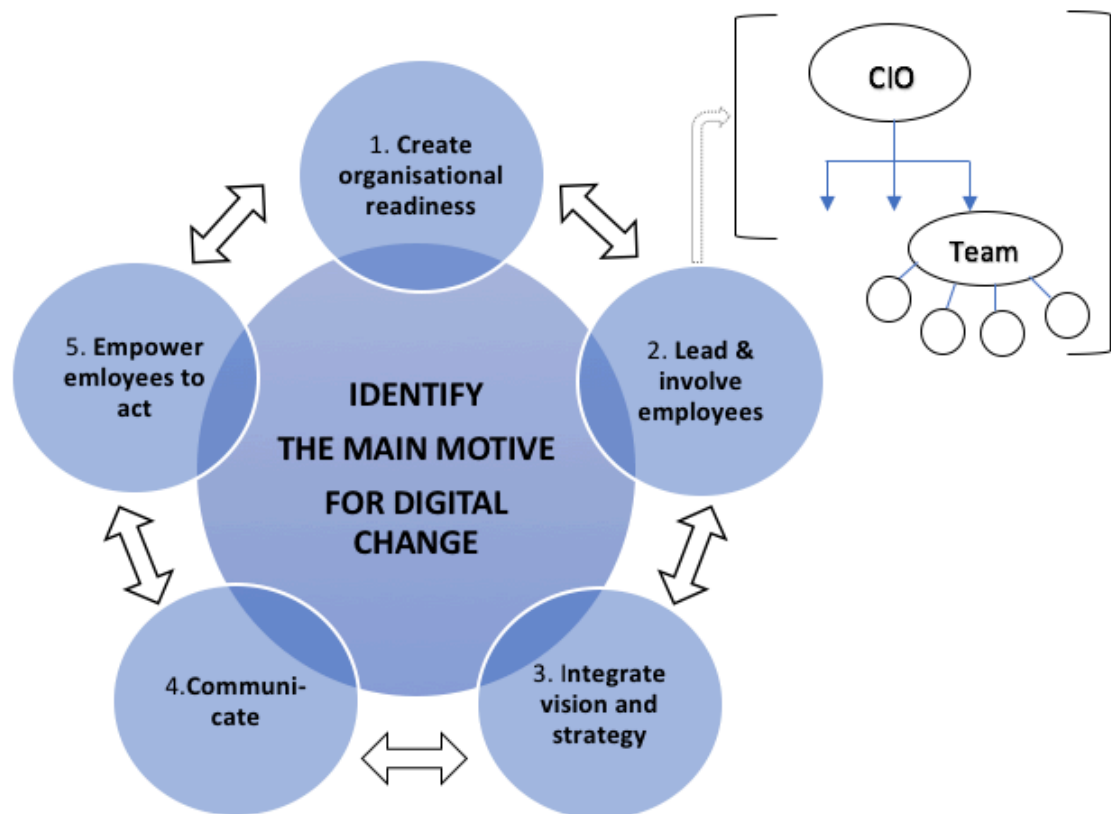 1. Create
organisational
readiness
CIO
Team
2. Lead &
involve
employees
5. Empower
emloyees to
act
IDENTIFY
THE MAIN MOTIVE
FOR DIGITAL
CHANGE
3. Integrate
vision and
strategy
4.Communi-
cate